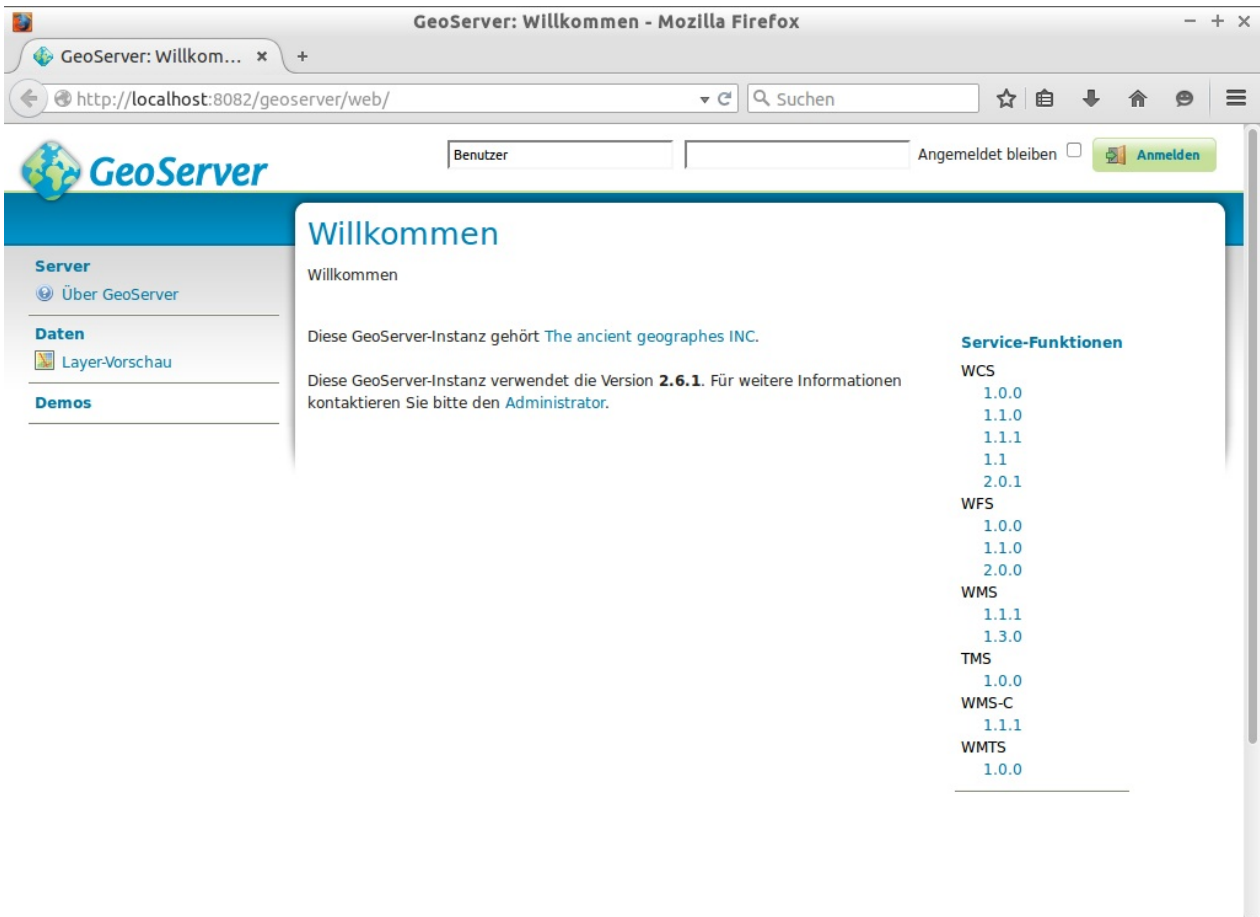 GeoServer: Willkommen - Mozilla Firefox
GeoServer: Willkom...
http://localhost:8082/geoserver/web/
Suchen
GeoServer
Benutzer
Angemeldet bleiben
Anmelden
Willkommen
Server
Über GeoServer
Daten
Layer-Vorschau
Demos
Willkommen
Diese GeoServer-Instanz gehört The ancient geographes INC.
Diese GeoServer-Instanz verwendet die Version 2.6.1. Für weitere Informationen
kontaktieren Sie bitte den Administrator.
Service-Funktionen
WCS
1.0.0
1.1.0
1.1.1
1.1
2.0.1
WFS
1.0.0
1.1.0
2.0.0
WMS
1.1.1
1.3.0
TMS
1.0.0
WMS-C
1.1.1
WMTS
1.0.0